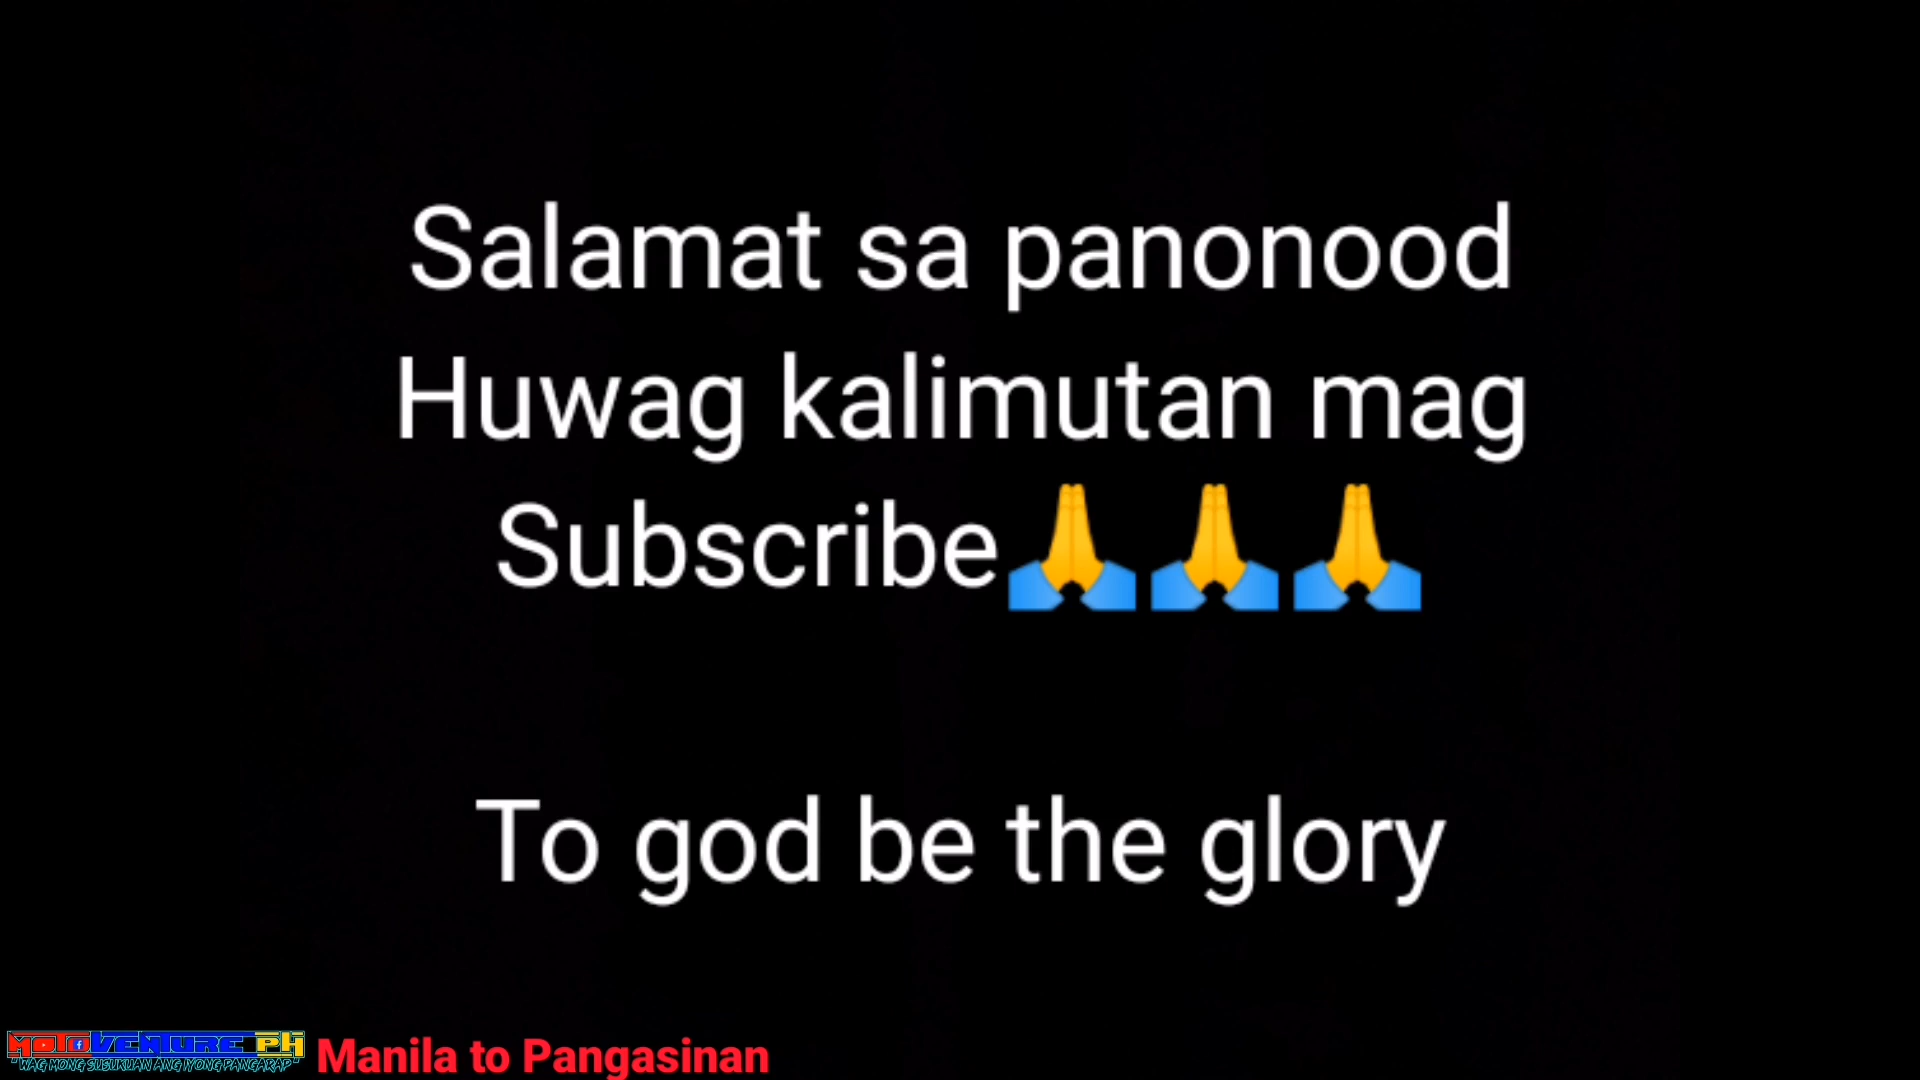 Salamat sa panonood
Huwag kalimutan mag
Subscribe🙏🙏🙏
To god be the glory
MOTOVENTURE PH
"WAG MONG SUSUKUAN ANG IYONG PANGARAP"
Manila to Pangasinan